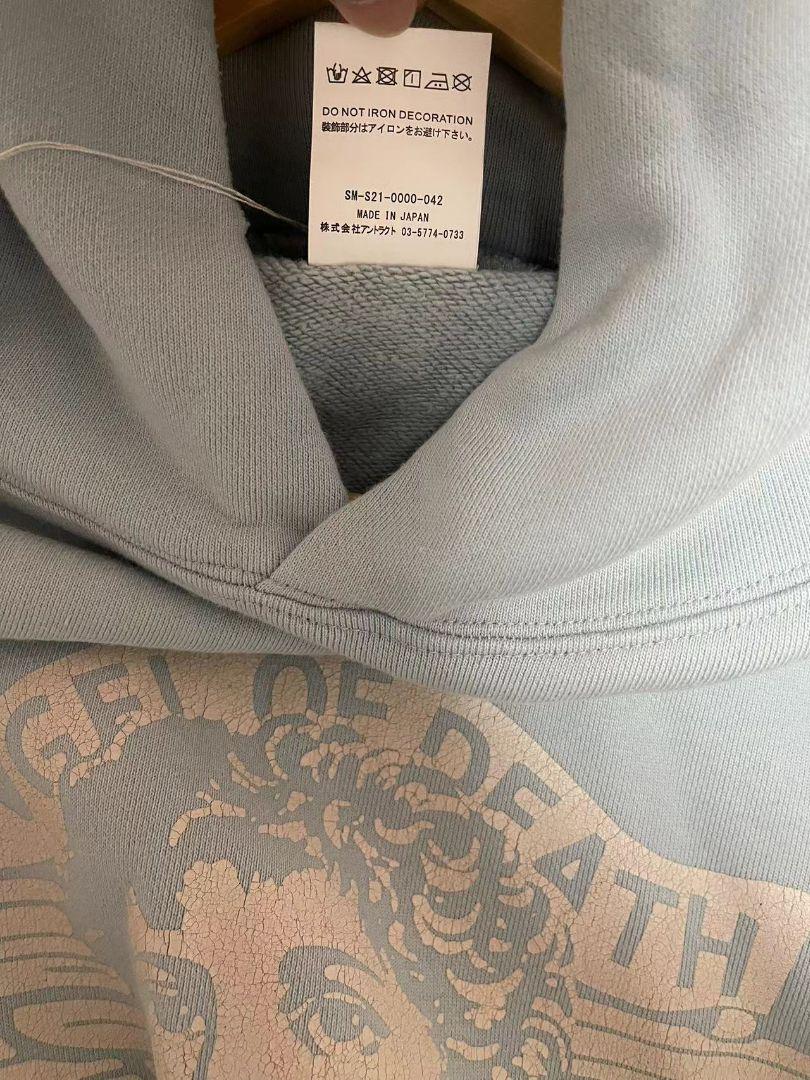 DO NOT IRON DECORATION
装飾部分はアイロンをお避け下さい。
SM-S21-0000-042
MADE IN JAPAN
株式会社アントラクト 03-5774-0733
NGEL OF DEATH